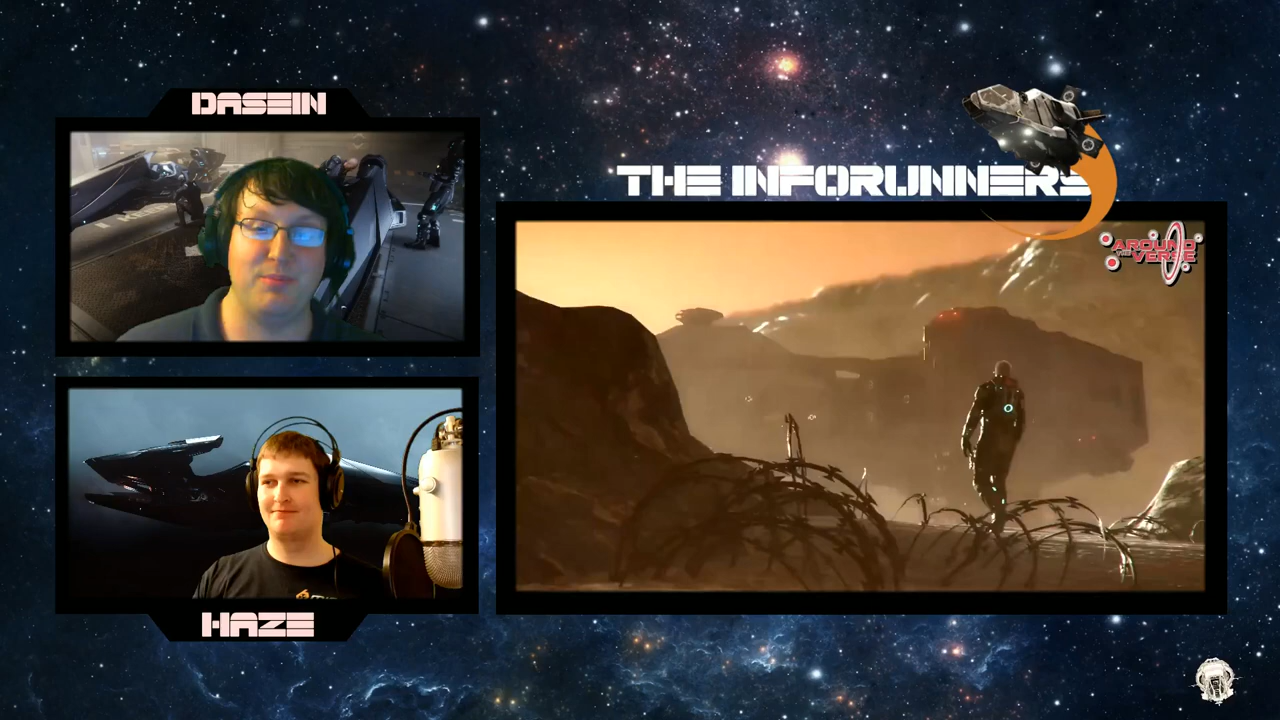 DASEIN
THE INFORUNNERS
AROUND
THE VERSE
HAZE